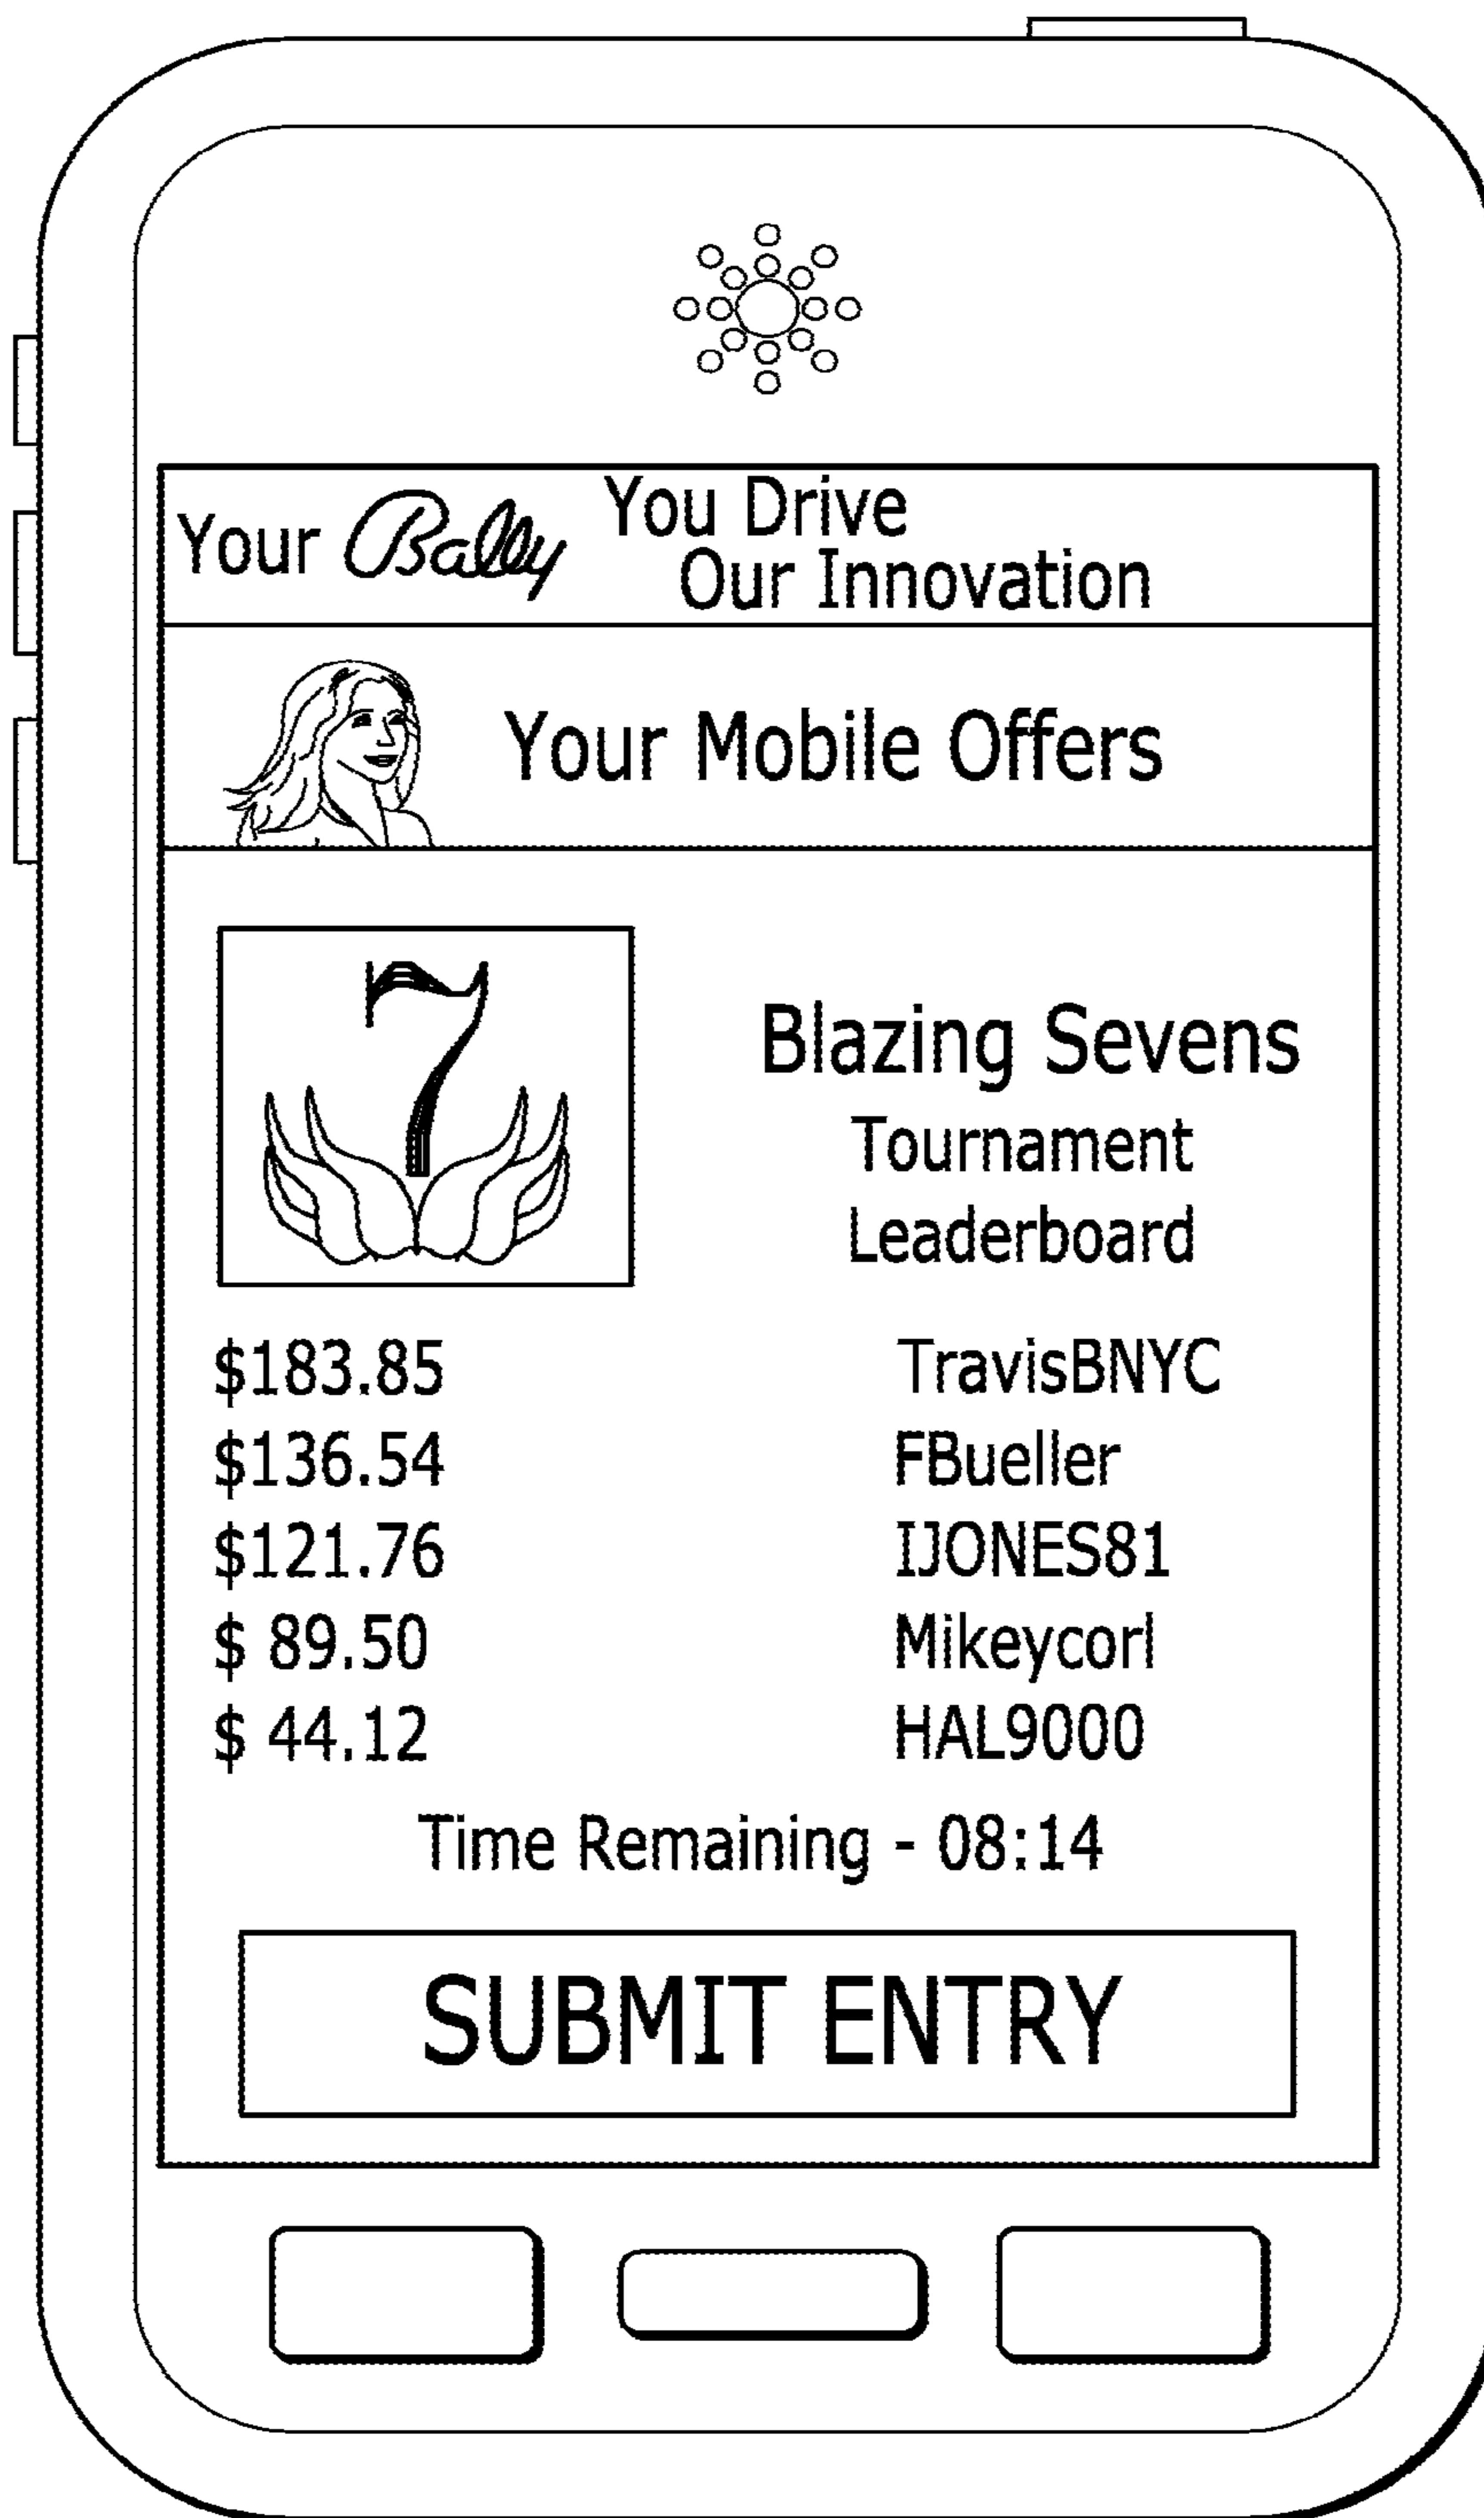 Your Bally You Drive
Our Innovation
Your Mobile Offers
7
Blazing Sevens
Tournament
Leaderboard
$183.85 TravisBNYC
$136.54 FBueller
$121.76 IJONES81
$ 89.50 Mikeycorl
$ 44.12 HAL9000
Time Remaining - 08:14
SUBMIT ENTRY